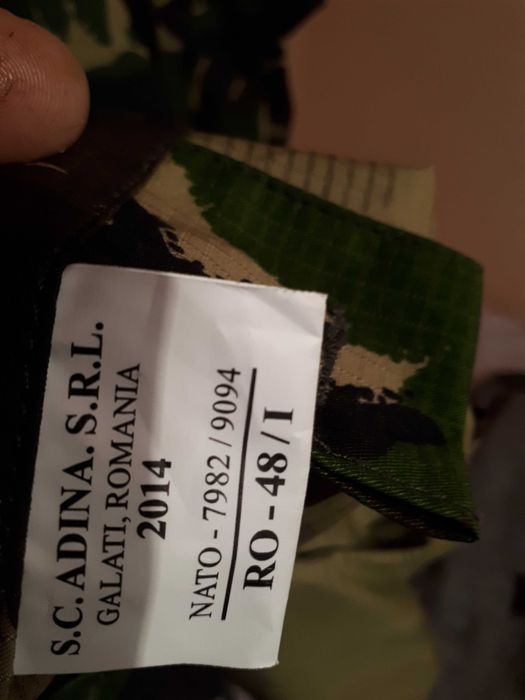 S.C. ADINA. S.R.L.
GALATI, ROMANIA
2014
NATO - 7982 / 9094
RO - 48 / I